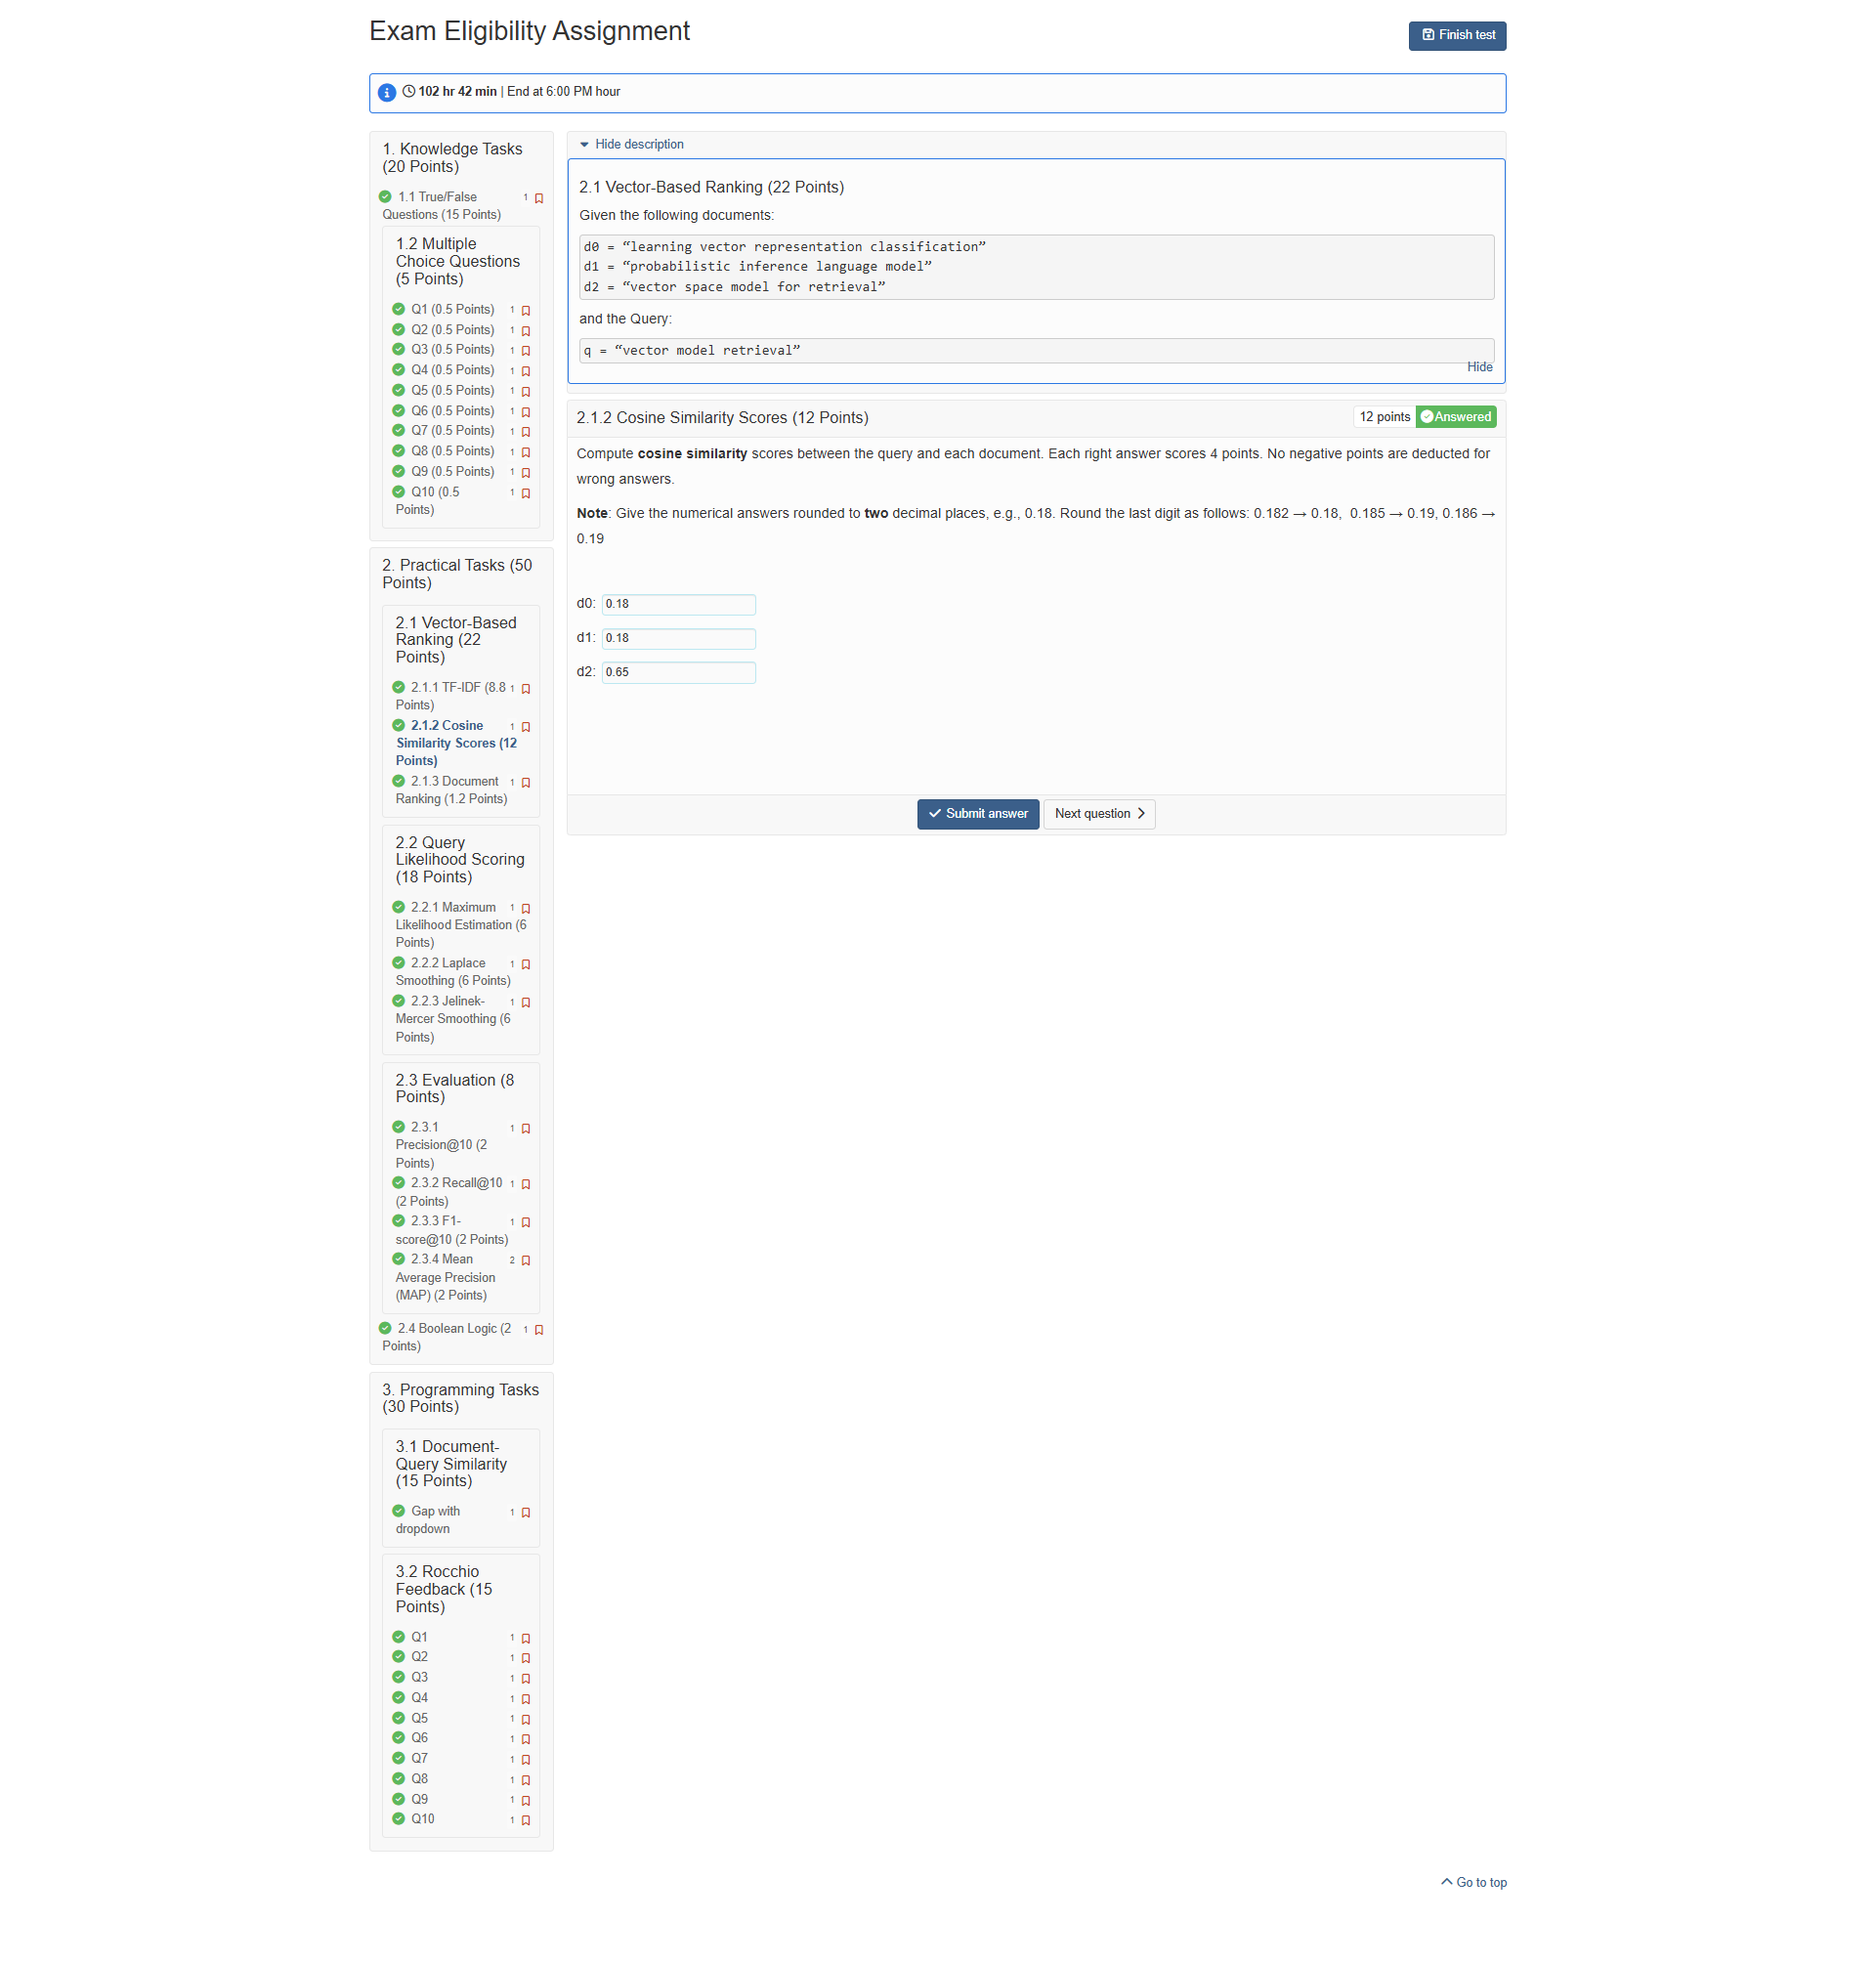 Exam Eligibility Assignment
Finish test
102 hr 42 min | End at 6:00 PM hour
1. Knowledge Tasks
(20 Points)
1.1 True/False 1
Questions (15 Points)
1.2 Multiple
Choice Questions
(5 Points)
Q1 (0.5 Points) 1
Q2 (0.5 Points) 1
Q3 (0.5 Points) 1
Q4 (0.5 Points) 1
Q5 (0.5 Points) 1
Q6 (0.5 Points) 1
Q7 (0.5 Points) 1
Q8 (0.5 Points) 1
Q9 (0.5 Points) 1
Q10 (0.5 1
Points)
2. Practical Tasks (50
Points)
2.1 Vector-Based
Ranking (22
Points)
2.1.1 TF-IDF (8.8 1
Points)
2.1.2 Cosine 1
Similarity Scores (12
Points)
2.1.3 Document 1
Ranking (1.2 Points)
2.2 Query
Likelihood Scoring
(18 Points)
2.2.1 Maximum 1
Likelihood Estimation (6
Points)
2.2.2 Laplace 1
Smoothing (6 Points)
2.2.3 Jelinek- 1
Mercer Smoothing (6
Points)
2.3 Evaluation (8
Points)
2.3.1 1
Precision@10 (2
Points)
2.3.2 Recall@10 1
(2 Points)
2.3.3 F1- 1
score@10 (2 Points)
2.3.4 Mean 2
Average Precision
(MAP) (2 Points)
2.4 Boolean Logic (2 1
Points)
3. Programming Tasks
(30 Points)
3.1 Document-
Query Similarity
(15 Points)
Gap with 1
dropdown
3.2 Rocchio
Feedback (15
Points)
Q1 1
Q2 1
Q3 1
Q4 1
Q5 1
Q6 1
Q7 1
Q8 1
Q9 1
Q10 1
Hide description
2.1 Vector-Based Ranking (22 Points)
Given the following documents:
d0 = “learning vector representation classification”
d1 = “probabilistic inference language model”
d2 = “vector space model for retrieval”
and the Query:
q = “vector model retrieval”
Hide
2.1.2 Cosine Similarity Scores (12 Points)
12 points Answered
Compute cosine similarity scores between the query and each document. Each right answer scores 4 points. No negative points are deducted for
wrong answers.
Note: Give the numerical answers rounded to two decimal places, e.g., 0.18. Round the last digit as follows: 0.182 → 0.18, 0.185 → 0.19, 0.186 →
0.19
d0: 0.18
d1: 0.18
d2: 0.65
Submit answer
Next question
Go to top